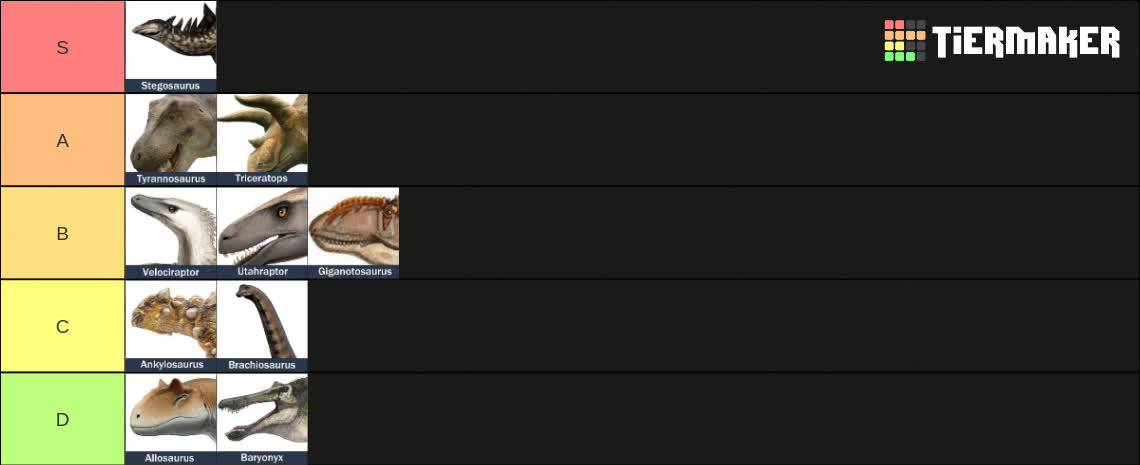 S
Stegosaurus
TiERMAKER
A
Tyrannosaurus
Triceratops
B
Velociraptor
Utahraptor
Giganotosaurus
C
Ankylosaurus
Brachiosaurus
D
Allosaurus
Baryonyx